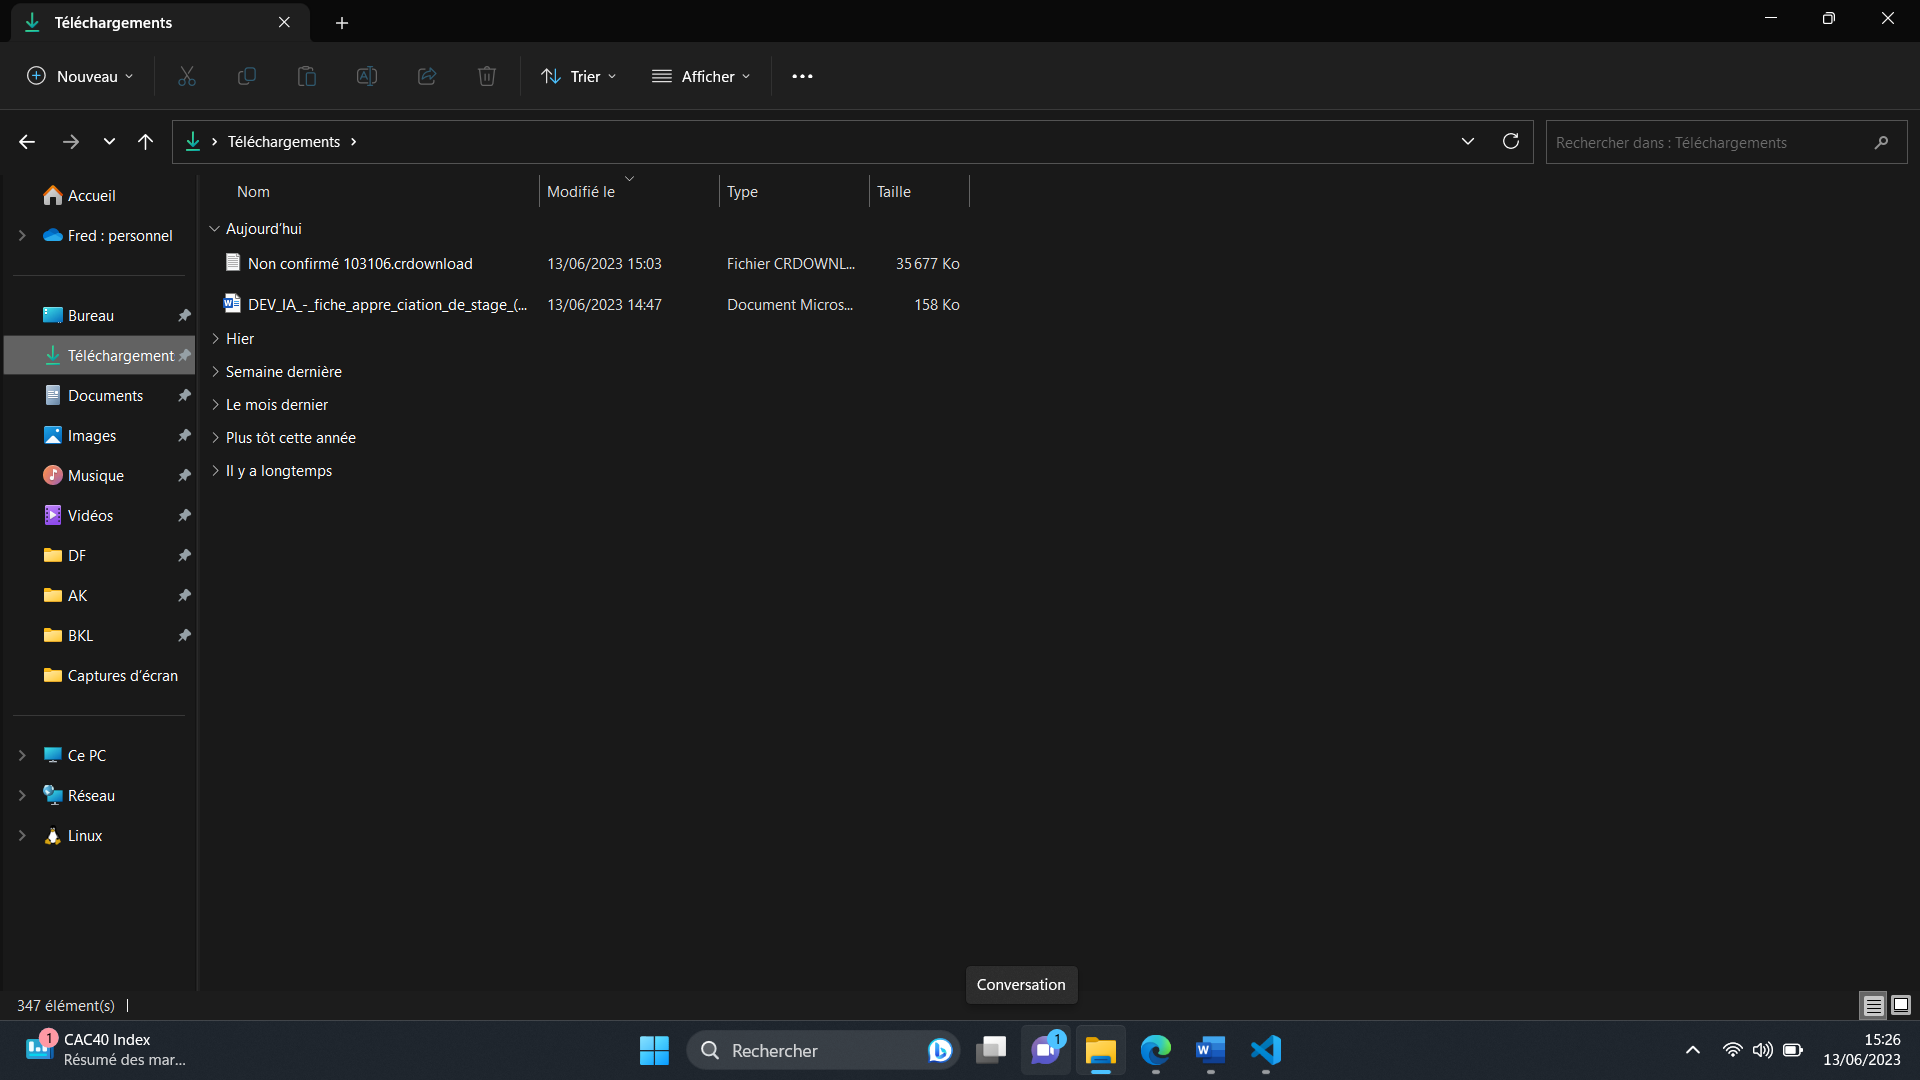 Téléchargements
Nouveau
Trier
Afficher
Téléchargements
Rechercher dans : Téléchargements
Accueil
Fred : personnel
Bureau
Téléchargement
Documents
Images
Musique
Vidéos
DF
AK
BKL
Captures d'écran
Ce PC
Réseau
Linux
Nom Modifié le Type Taille
Aujourd'hui
Non confirmé 103106.crdownload 13/06/2023 15:03 Fichier CRDOWNL... 35 677 Ko
DEV_IA_-_fiche_appre_ciation_de_stage_(... 13/06/2023 14:47 Document Micros... 158 Ko
Hier
Semaine dernière
Le mois dernier
Plus tôt cette année
Il y a longtemps
Conversation
347 élément(s)
1
CAC40 Index
Résumé des mar...
Rechercher
1
15:26
13/06/2023